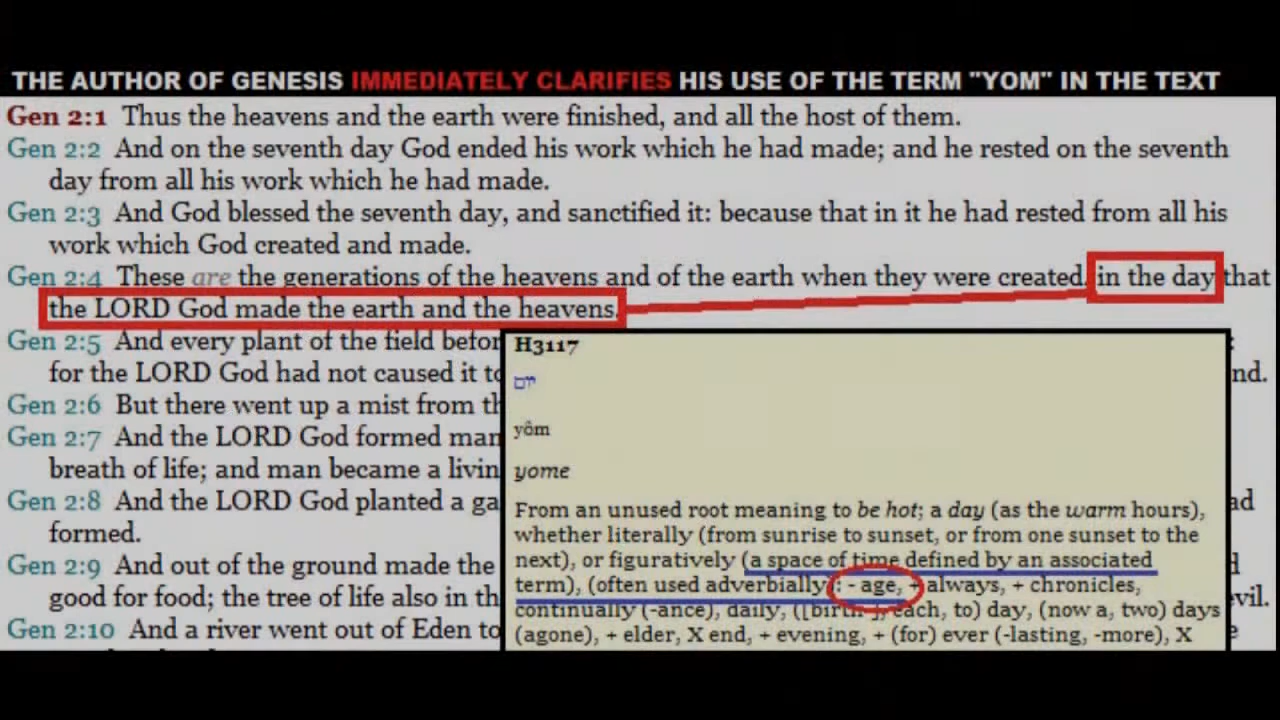 THE AUTHOR OF GENESIS IMMEDIATELY CLARIFIES HIS USE OF THE TERM "YOM" IN THE TEXT
Gen 2:1 Thus the heavens and the earth were finished, and all the host of them.
Gen 2:2 And on the seventh day God ended his work which he had made; and he rested on the seventh
day from all his work which he had made.
Gen 2:3 And God blessed the seventh day, and sanctified it: because that in it he had rested from all his
work which God created and made.
Gen 2:4 These are the generations of the heavens and of the earth when they were created, in the day that
the LORD God made the earth and the heavens.
Gen 2:5 And every plant of the field befor
for the LORD God had not caused it to nd.
Gen 2:6 But there went up a mist from th
Gen 2:7 And the LORD God formed man
breath of life; and man became a livin
Gen 2:8 And the LORD God planted a ga ad
formed.
Gen 2:9 And out of the ground made the d
good for food; the tree of life also in th evil.
Gen 2:10 And a river went out of Eden to e
H3117
יום
yôm
yome
From an unused root meaning to be hot; a day (as the warm hours),
whether literally (from sunrise to sunset, or from one sunset to the
next), or figuratively (a space of time defined by an associated
term), (often used adverbially): - age, + always, + chronicles,
continually (-ance), daily, ([birth-], each, to) day, (now a, two) days
(agone), + elder, X end, + evening, + (for) ever (-lasting, -more), X